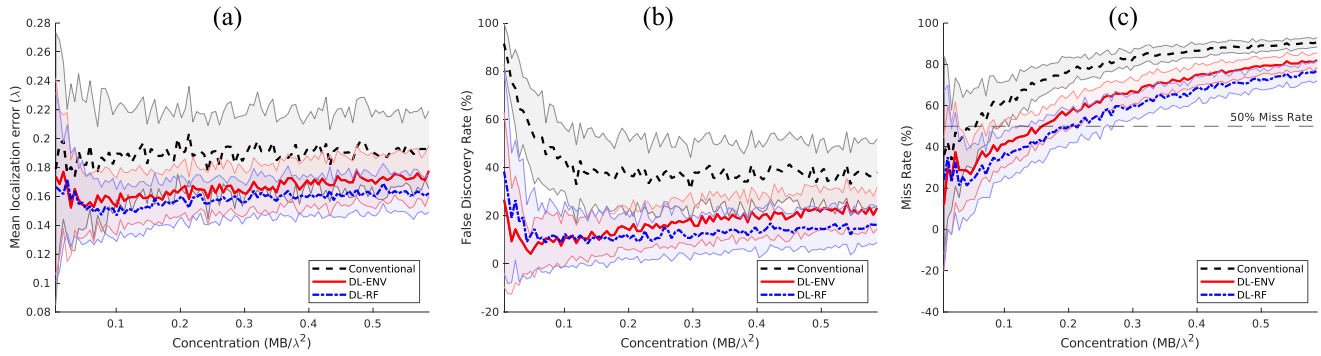 (a)
0.28
0.26
0.24
0.22
0.2
0.18
0.16
0.14
0.12
0.1
0.08
Mean localization error (λ)
0.1 0.2 0.3 0.4 0.5
Concentration (MB/λ²)
Conventional
DL-ENV
DL-RF
(b)
100
80
60
40
20
0
-20
False Discovery Rate (%)
0.1 0.2 0.3 0.4 0.5
Concentration (MB/λ²)
Conventional
DL-ENV
DL-RF
(c)
100
80
60
40
20
0
-20
-40
Miss Rate (%)
50% Miss Rate
0.1 0.2 0.3 0.4 0.5
Concentration (MB/λ²)
Conventional
DL-ENV
DL-RF